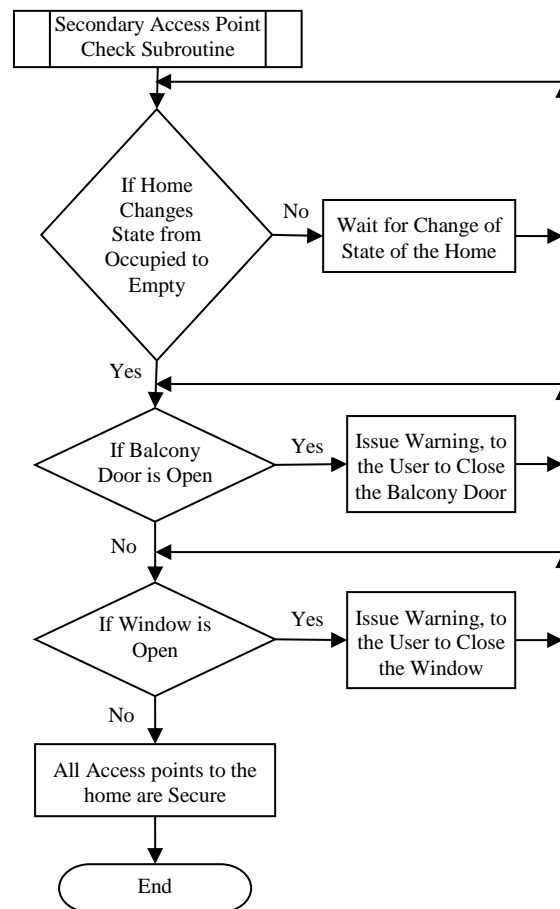 Secondary Access Point
Check Subroutine
If Home
Changes
State from
Occupied to
Empty
No
Wait for Change of
State of the Home
Yes
If Balcony
Door is Open
Yes
Issue Warning, to
the User to Close
the Balcony Door
No
If Window is
Open
Yes
Issue Warning, to
the User to Close
the Window
No
All Access points to the
home are Secure
End